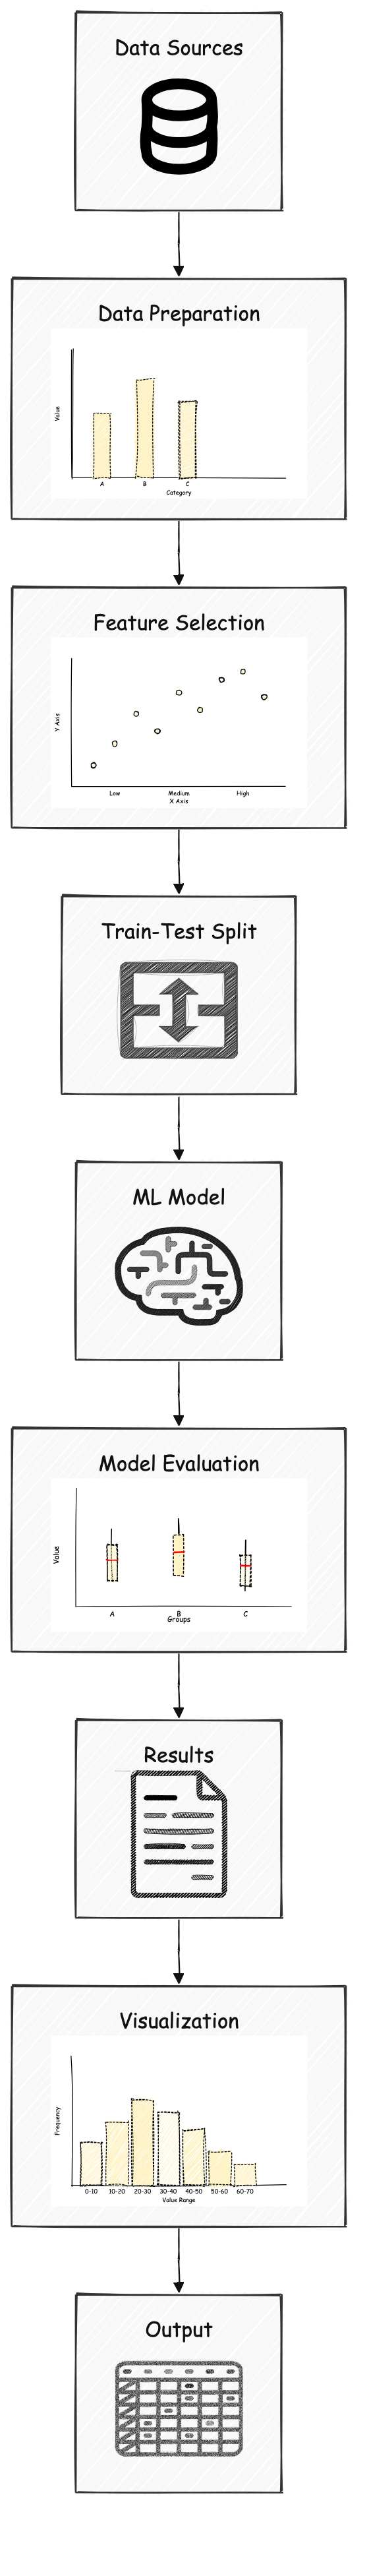 Data Sources
Data Preparation
Value
A B C
Category
Feature Selection
Y Axis
Low Medium High
X Axis
Train-Test Split
ML Model
Model Evaluation
Value
A B C
Groups
Results
Visualization
Frequency
0-10 10-20 20-30 30-40 40-50 50-60 60-70
Value Range
Output